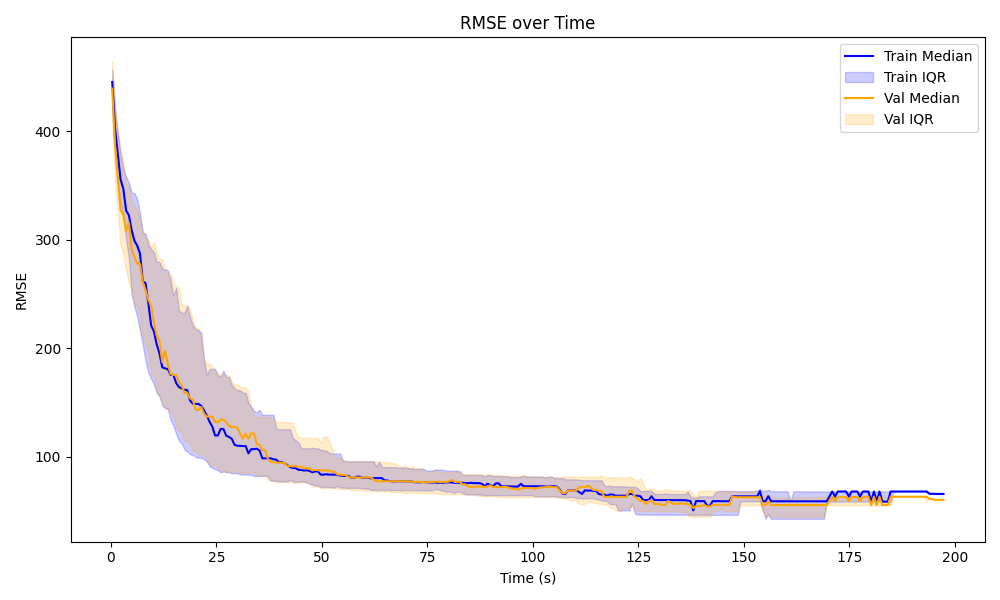 RMSE over Time
Train Median
Train IQR
Val Median
Val IQR
RMSE
400
300
200
100
0 25 50 75 100 125 150 175 200
Time (s)